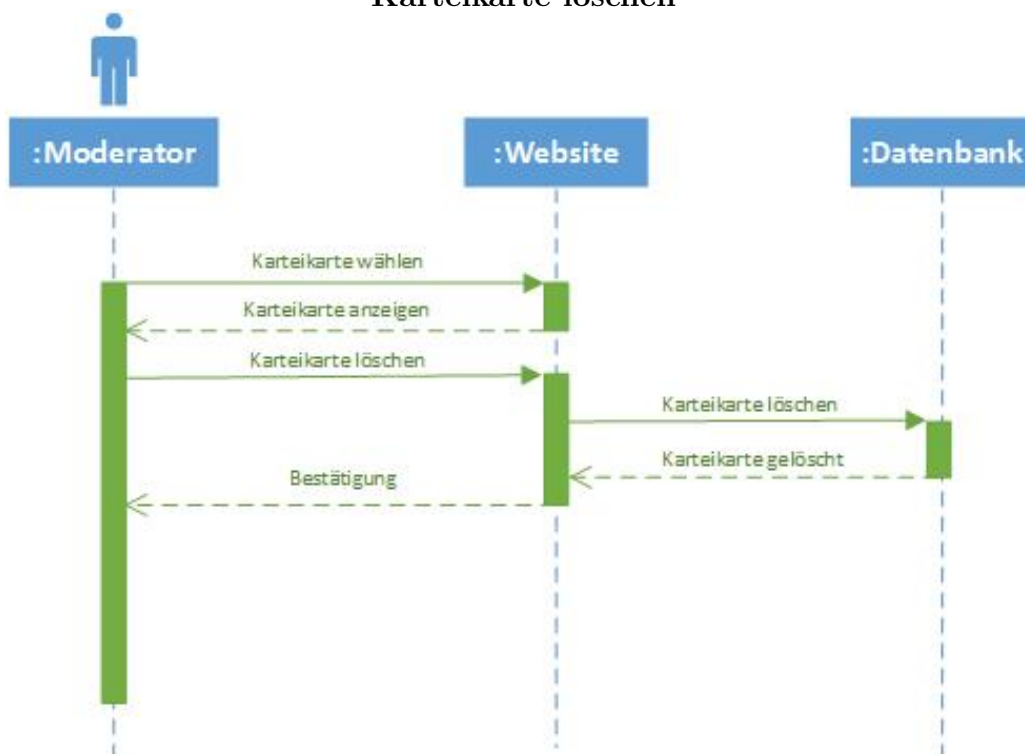 Karteikarte löschen
:Moderator
:Website
:Datenbank
Karteikarte wählen
Karteikarte anzeigen
Karteikarte löschen
Karteikarte löschen
Karteikarte gelöscht
Bestätigung